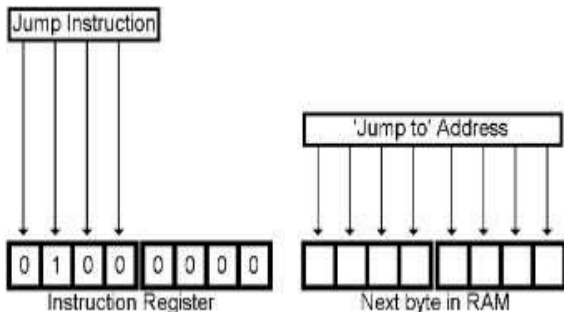 Jump Instruction
'Jump to' Address
0 1 0 0 0 0 0 0
Instruction Register
Next byte in RAM